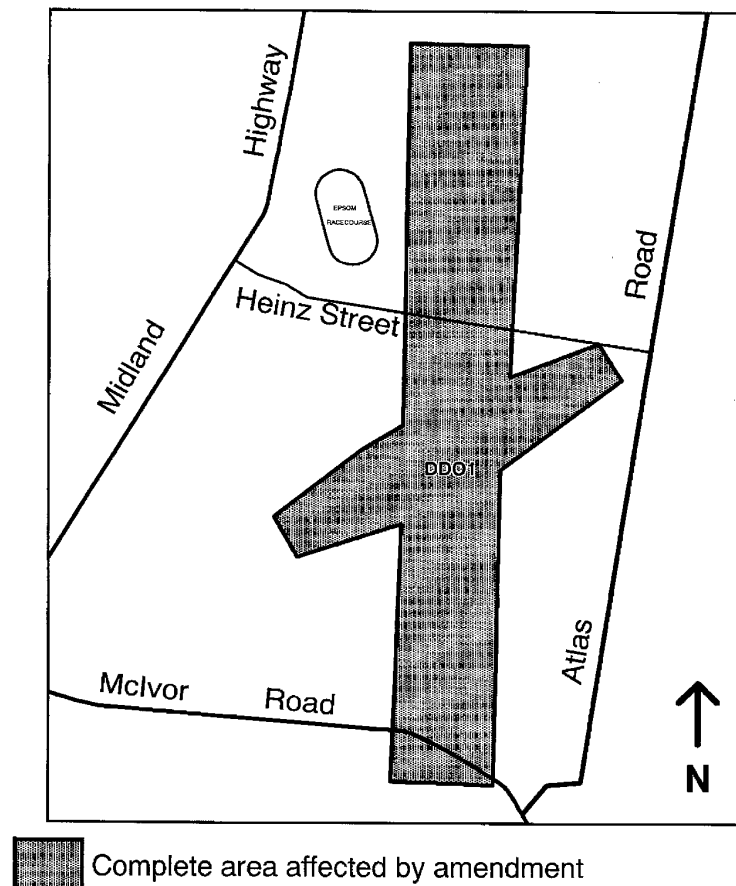 Highway
EPSOM
RACECOURSE
Road
Heinz Street
Midland
DDO1
Atlas
McIvor Road
N
Complete area affected by amendment